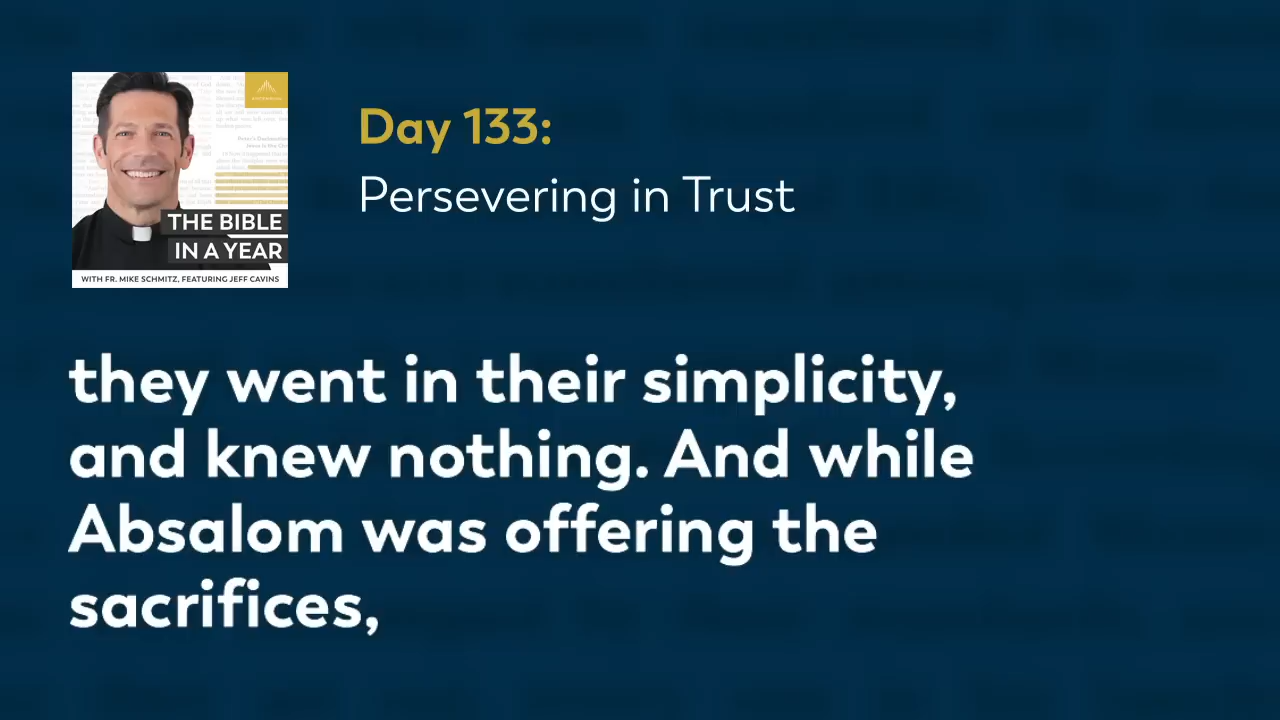 THE BIBLE
IN A YEAR
WITH FR. MIKE SCHMITZ, FEATURING JEFF CAVINS
Day 133:
Persevering in Trust
they went in their simplicity,
and knew nothing. And while
Absalom was offering the
sacrifices,